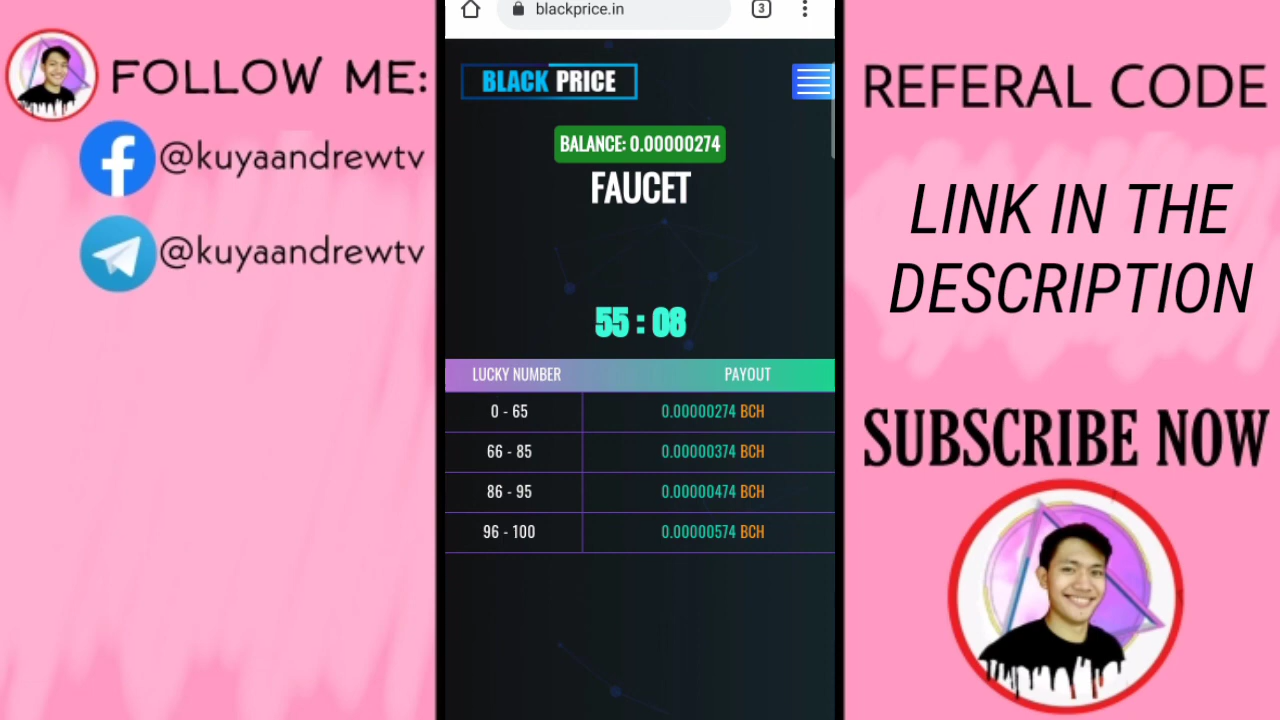 FOLLOW ME:
@kuyaandrewtv
@kuyaandrewtv
3
blackprice.in
BLACK PRICE
BALANCE: 0.00000274
FAUCET
55 : 08
LUCKY NUMBER PAYOUT
0 - 65 0.00000274 BCH
66 - 85 0.00000374 BCH
86 - 95 0.00000474 BCH
96 - 100 0.00000574 BCH
REFERAL CODE
LINK IN THE
DESCRIPTION
SUBSCRIBE NOW